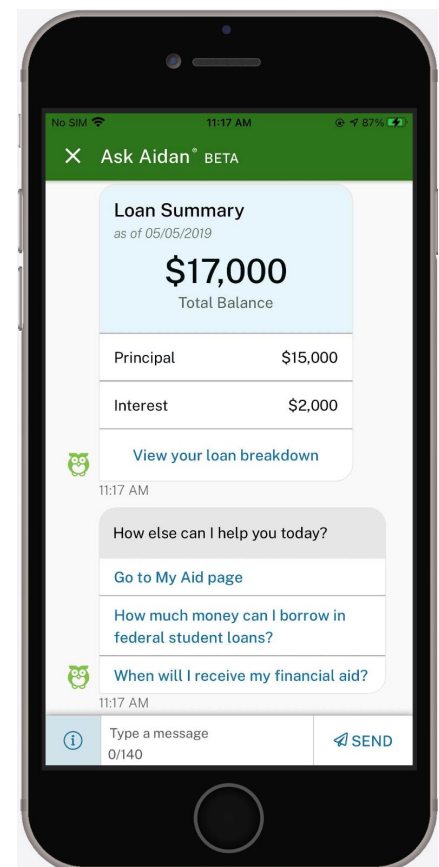 No SIM 11:17 AM 87%
Ask Aidan® BETA
Loan Summary
as of 05/05/2019
$17,000
Total Balance
Principal $15,000
Interest $2,000
View your loan breakdown
11:17 AM
How else can I help you today?
Go to My Aid page
How much money can I borrow in
federal student loans?
When will I receive my financial aid?
11:17 AM
Type a message
0/140
SEND